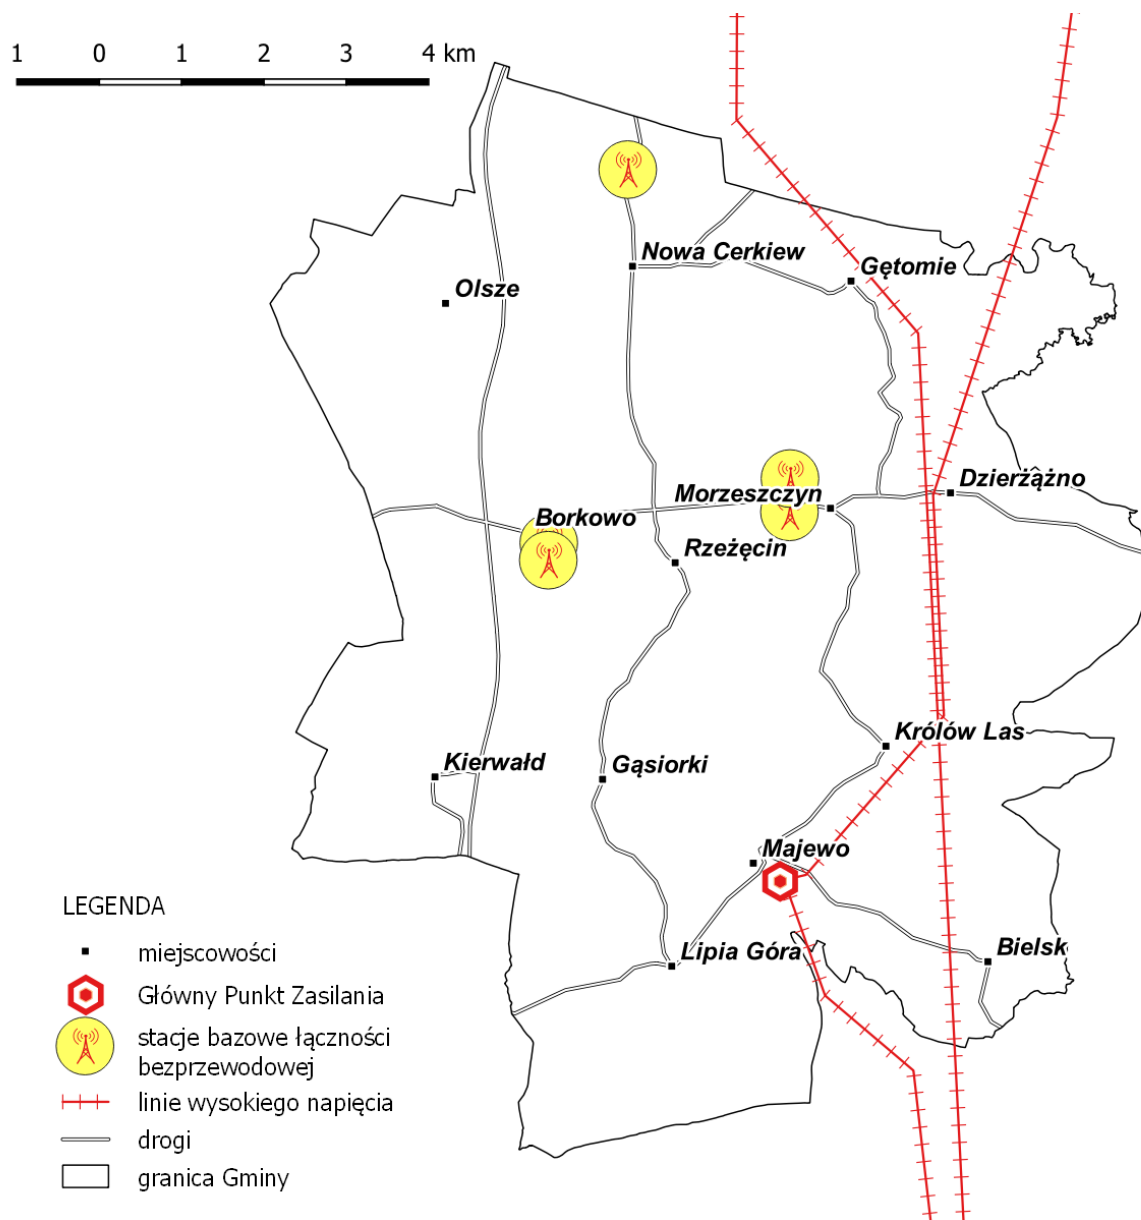 1 0 1 2 3 4 km
Nowa Cerkiew
Gętomie
Olsze
Dzierżążno
Morzeszczyn
Borkowo
Rzeżęcin
Królów Las
Kierwałd
Gąsiorki
Majewo
Lipia Góra
Bielsk
LEGENDA
miejscowości
Główny Punkt Zasilania
stacje bazowe łączności
bezprzewodowej
linie wysokiego napięcia
drogi
granica Gminy